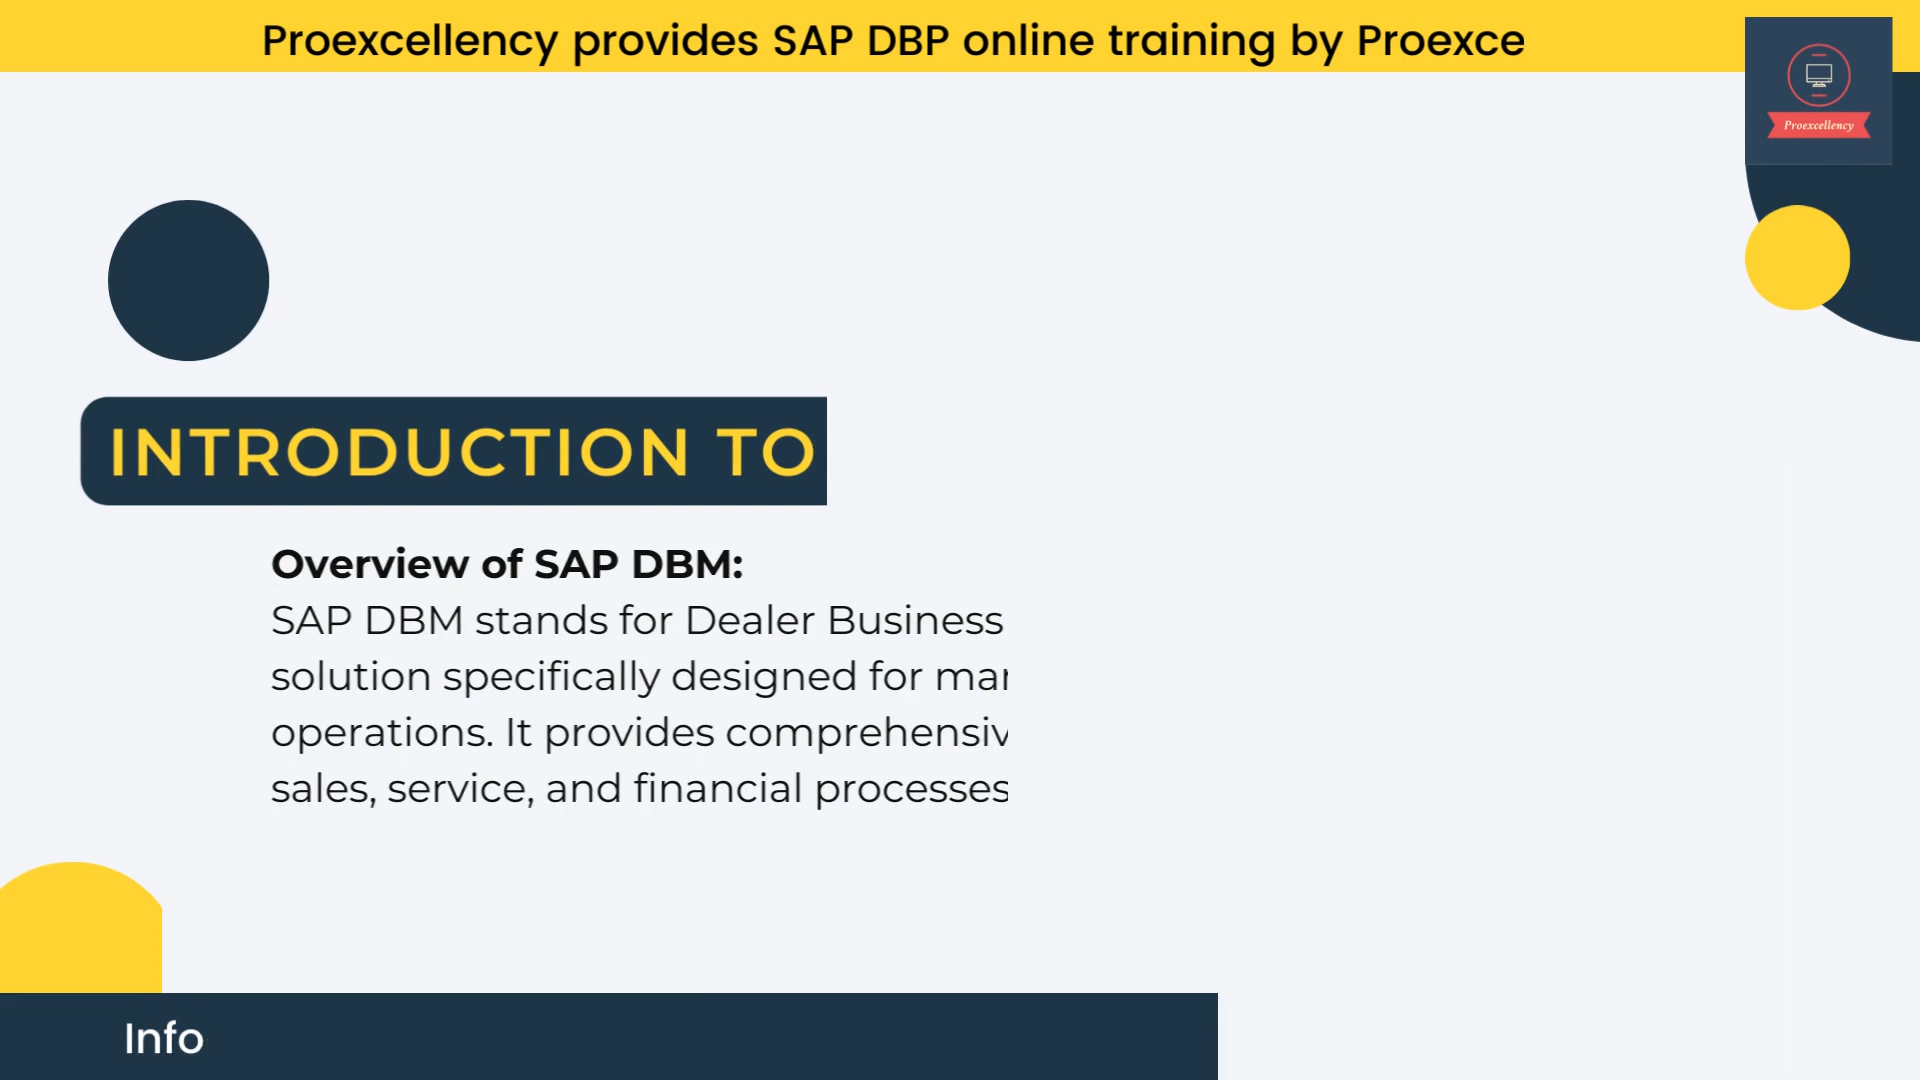 Proexcellency provides SAP DBP online training by Proexce
Proexcellency
INTRODUCTION TO
Overview of SAP DBM:
SAP DBM stands for Dealer Business
solution specifically designed for
operations. It provides
sales, service, and financial processes
Info